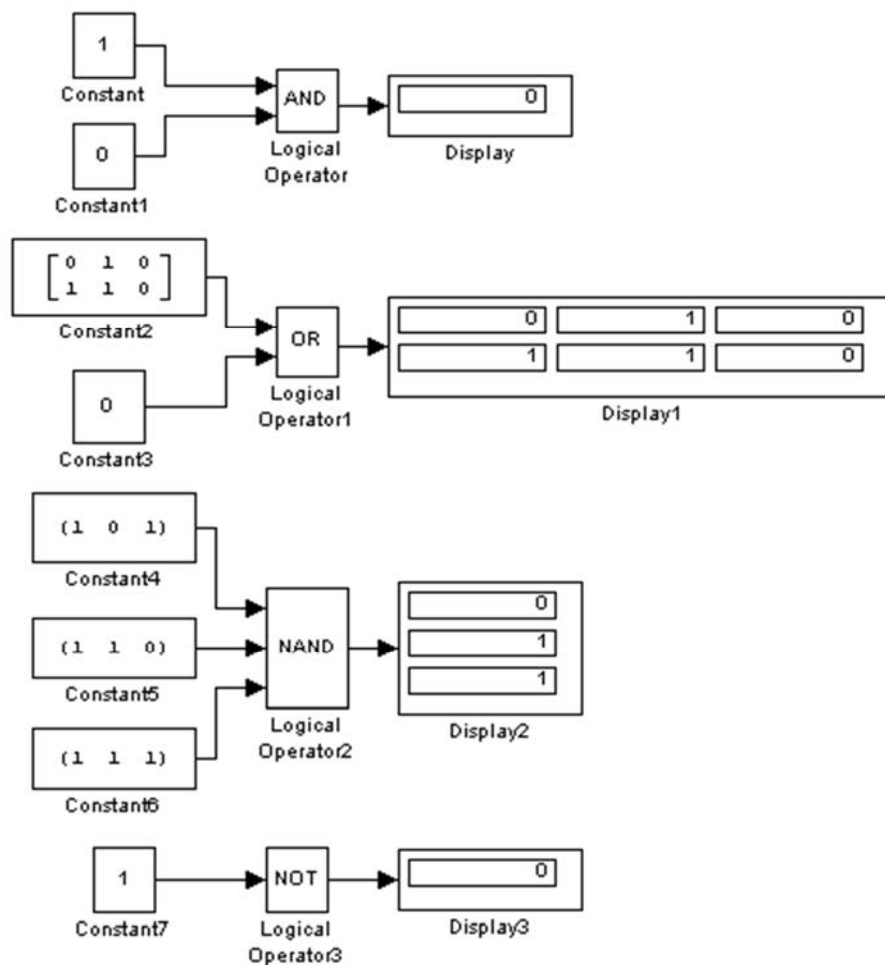 1
Constant
0
Constant1
AND
Logical
Operator
0
Display
0 1 0
1 1 0
Constant2
0
Constant3
OR
Logical
Operator1
0 1 0
1 1 0
Display1
(1 0 1)
Constant4
(1 1 0)
Constant5
(1 1 1)
Constant6
NAND
Logical
Operator2
0
1
1
Display2
1
Constant7
NOT
Logical
Operator3
0
Display3